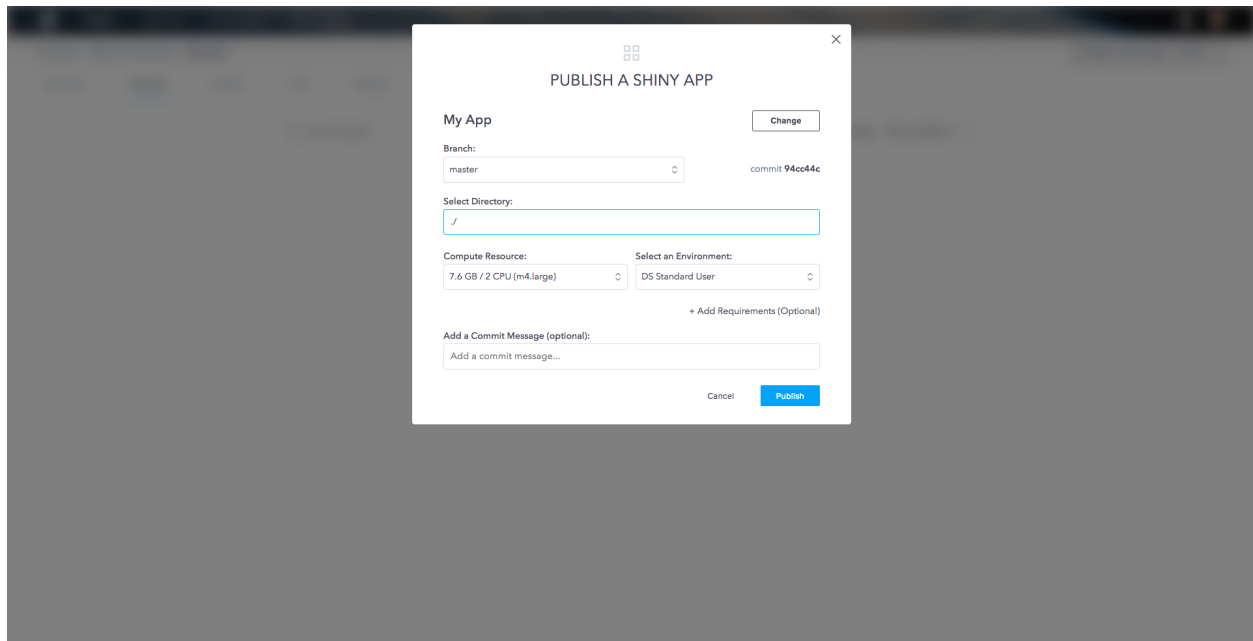 PUBLISH A SHINY APP
My App
Change
Branch:
master
commit 94cc44c
Select Directory:
./
Compute Resource:
Select an Environment:
7.6 GB / 2 CPU (m4.large)
DS Standard User
+ Add Requirements (Optional)
Add a Commit Message (optional):
Add a commit message...
Cancel
Publish